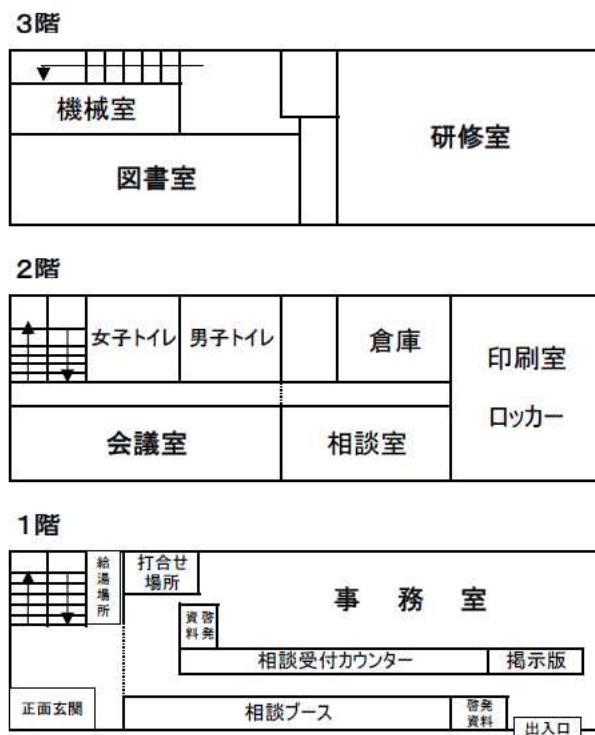 3階
機械室
研修室
図書室
2階
女子トイレ
男子トイレ
倉庫
印刷室
ロッカー
会議室
相談室
1階
給湯場所
打合せ
場所
事務室
啓発
資料
相談受付カウンター
掲示版
正面玄関
相談ブース
啓発
資料
出入口